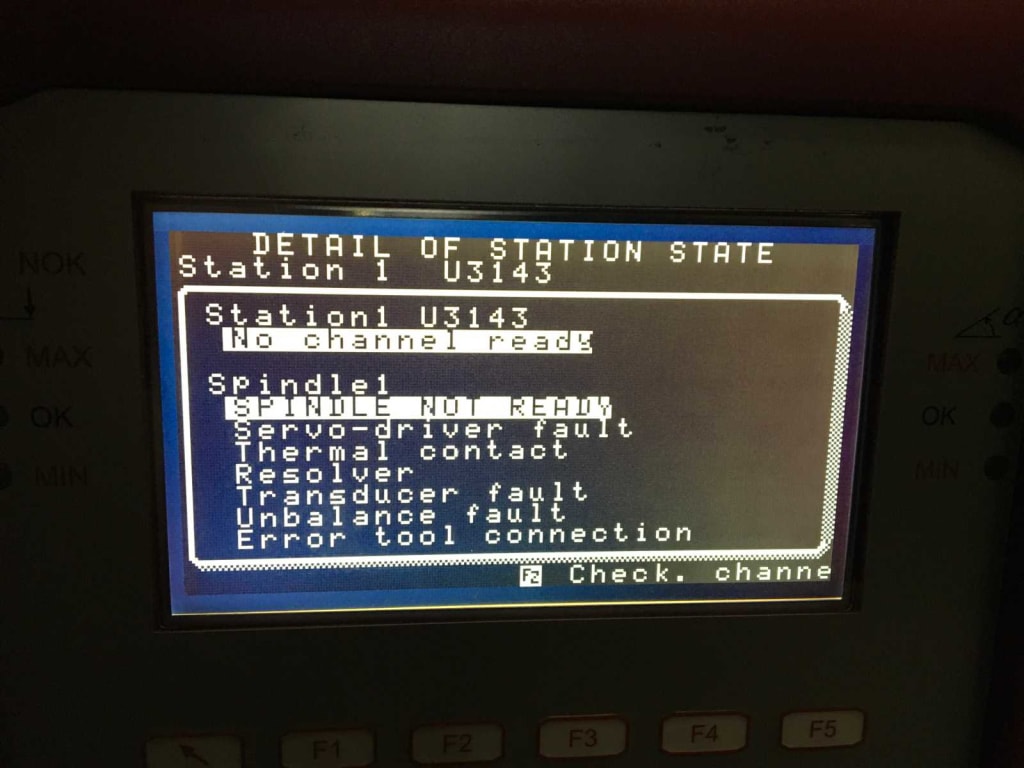 DETAIL OF STATION STATE
Station 1 U3143
Station1 U3143
No channel ready
Spindle1
SPINDLE NOT READY
Servo-driver fault
Thermal contact
Resolver
Transducer fault
Unbalance fault
Error tool connection
F2 Check. channe
NOK
MAX
OK
MIN
MAX
OK
MIN
F1 F2 F3 F4 F5